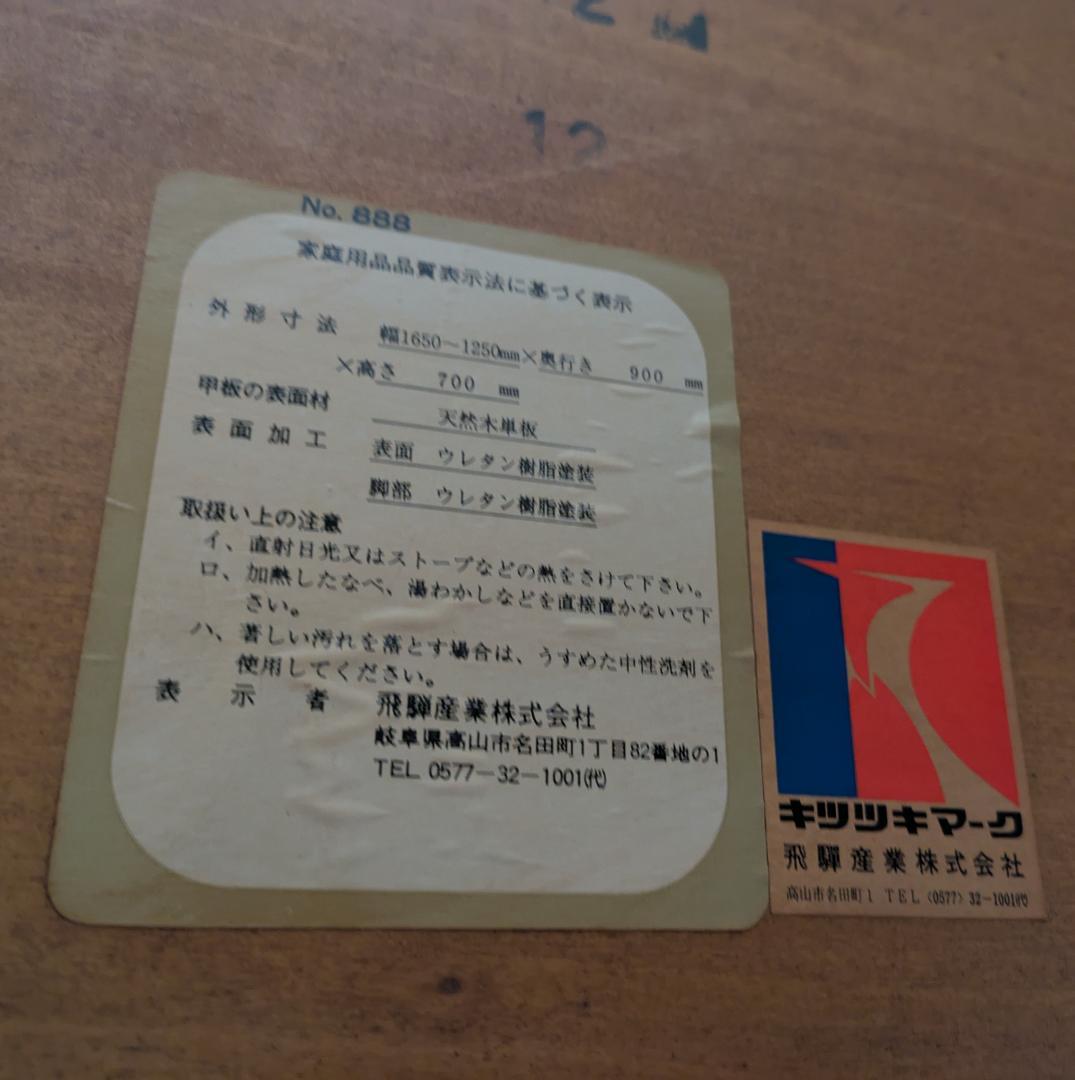 12
No. 888
家庭用品品質表示法に基づく表示
外形寸法 幅1650～1250mm×奥行き 900 mm
×高さ 700 mm
甲板の表面材 天然木単板
表面加工 表面 ウレタン樹脂塗装
脚部 ウレタン樹脂塗装
取扱い上の注意
イ、直射日光又はストーブなどの熱をさけて下さい。
ロ、加熱したなべ、湯わかしなどを直接置かないで下
さい。
ハ、著しい汚れを落とす場合は、うすめた中性洗剤を
使用してください。
表示者 飛騨産業株式会社
岐阜県高山市名田町1丁目82番地の1
TEL 0577-32-1001㈹
キツツキマーク
飛騨産業株式会社
高山市名田町1 TEL〈0577〉32-1001㈹